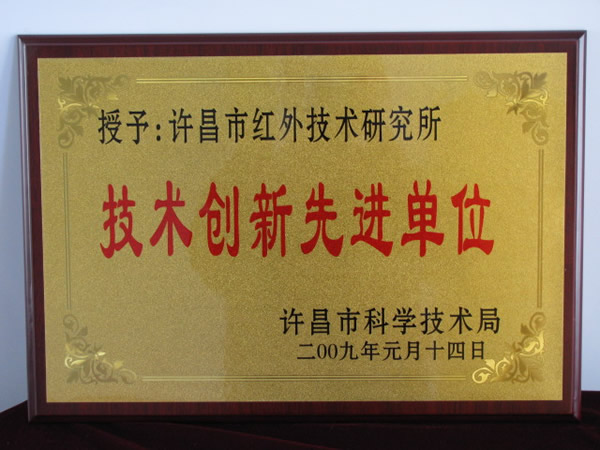 授予:许昌市红外技术研究所
技术创新先进单位
许昌市科学技术局
二00九年元月十四日